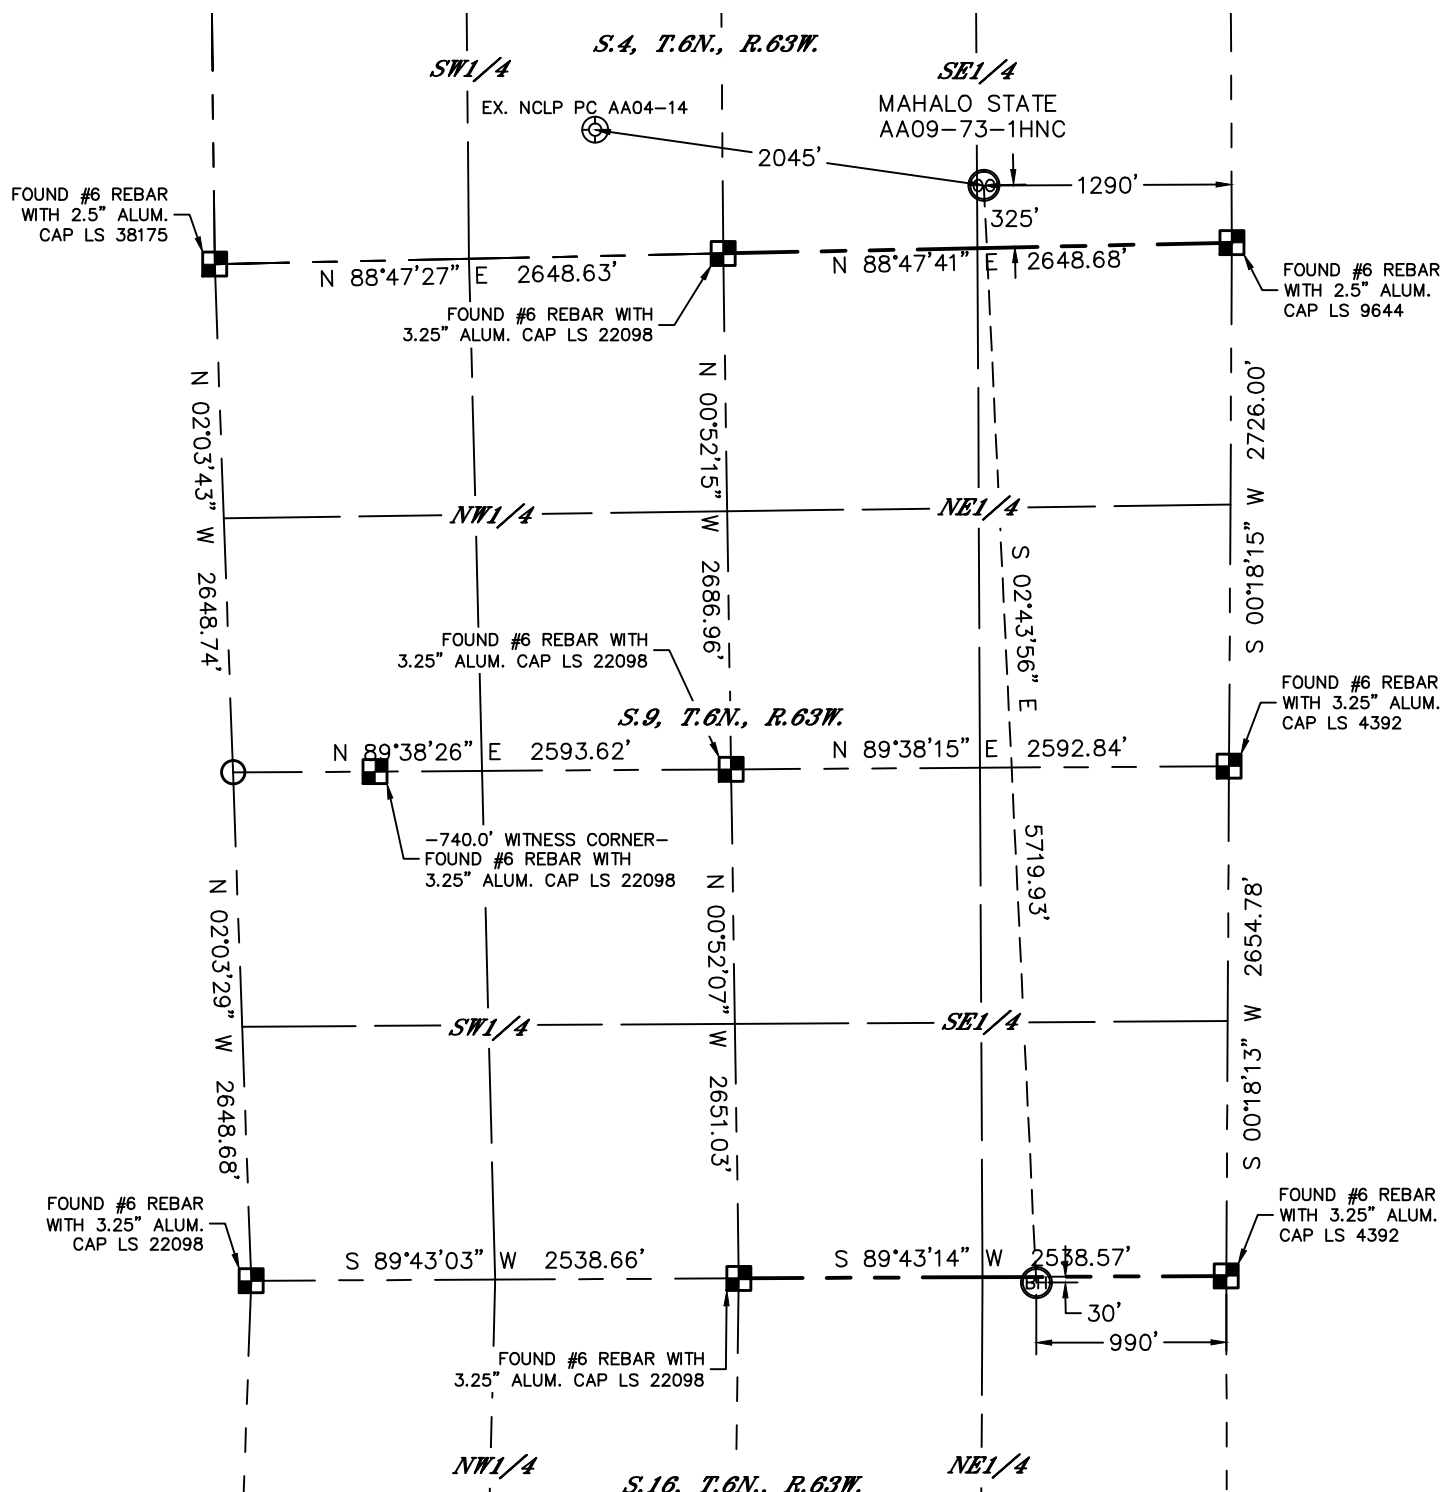 S.4, T.6N., R.63W.
SW1/4
SE1/4
EX. NCLP PC AA04-14
MAHALO STATE
AA09-73-1HNC
2045'
1290'
325'
FOUND #6 REBAR
WITH 2.5" ALUM.
CAP LS 38175
N 88°47'27" E 2648.63'
N 88°47'41" E 2648.68'
FOUND #6 REBAR
WITH 2.5" ALUM.
CAP LS 9644
FOUND #6 REBAR WITH
3.25" ALUM. CAP LS 22098
N 02°03'43" W 2648.74'
N 00°52'15" W 2686.96'
S 00°18'15" W 2726.00'
NW1/4
NE1/4
S 02°43'56" E 5719.93'
FOUND #6 REBAR WITH
3.25" ALUM. CAP LS 22098
S.9, T.6N., R.63W.
FOUND #6 REBAR
WITH 3.25" ALUM.
CAP LS 4392
N 89°38'26" E 2593.62'
N 89°38'15" E 2592.84'
-740.0' WITNESS CORNER-
FOUND #6 REBAR WITH
3.25" ALUM. CAP LS 22098
N 02°03'29" W 2648.68'
N 00°52'07" W 2651.03'
S 00°18'13" W 2654.78'
SW1/4
SE1/4
FOUND #6 REBAR
WITH 3.25" ALUM.
CAP LS 22098
FOUND #6 REBAR
WITH 3.25" ALUM.
CAP LS 4392
S 89°43'03" W 2538.66'
S 89°43'14" W 2538.57'
BH
30'
990'
FOUND #6 REBAR WITH
3.25" ALUM. CAP LS 22098
NW1/4
NE1/4
S.16, T.6N., R.63W.